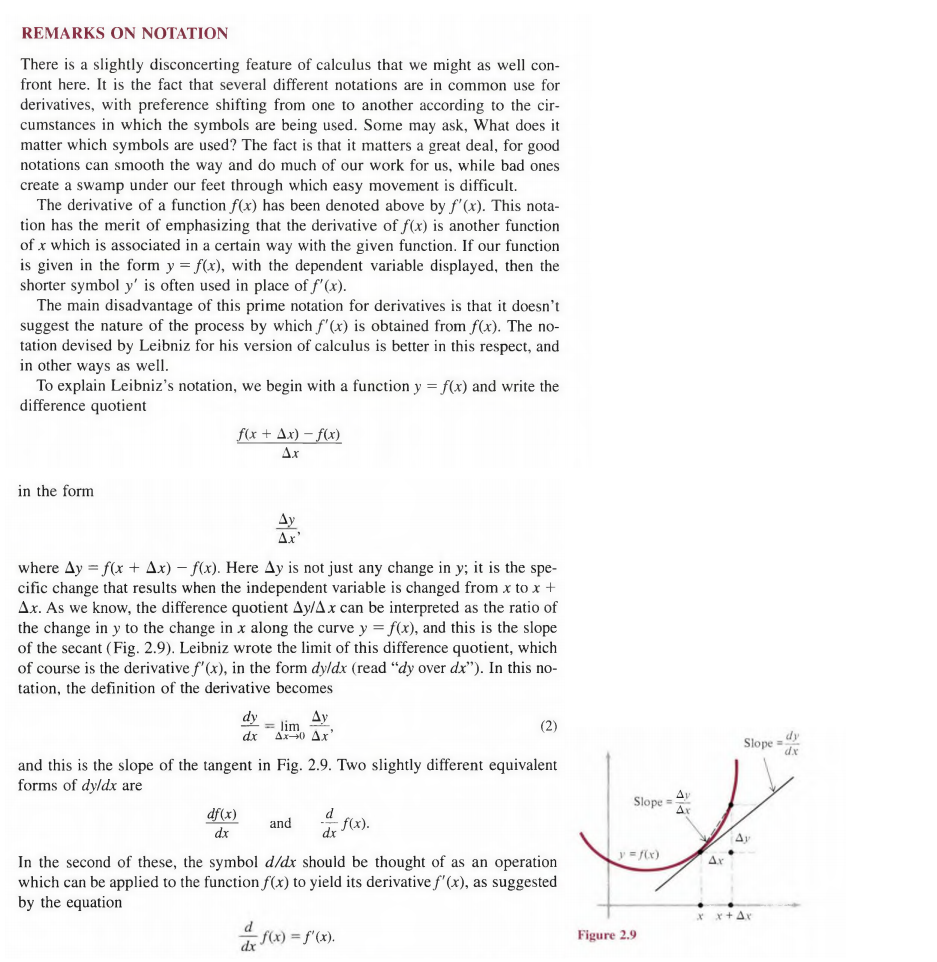 REMARKS ON NOTATION
There is a slightly disconcerting feature of calculus that we might as well con-
front here. It is the fact that several different notations are in common use for
derivatives, with preference shifting from one to another according to the cir-
cumstances in which the symbols are being used. Some may ask, What does it
matter which symbols are used? The fact is that it matters a great deal, for good
notations can smooth the way and do much of our work for us, while bad ones
create a swamp under our feet through which easy movement is difficult.
The derivative of a function f(x) has been denoted above by f′(x). This nota-
tion has the merit of emphasizing that the derivative of f(x) is another function
of x which is associated in a certain way with the given function. If our function
is given in the form y = f(x), with the dependent variable displayed, then the
shorter symbol y′ is often used in place of f′(x).
The main disadvantage of this prime notation for derivatives is that it doesn't
suggest the nature of the process by which f′(x) is obtained from f(x). The no-
tation devised by Leibniz for his version of calculus is better in this respect, and
in other ways as well.
To explain Leibniz's notation, we begin with a function y = f(x) and write the
difference quotient
f(x + Δx) − f(x)
Δx
in the form
Δy
Δx,
where Δy = f(x + Δx) − f(x). Here Δy is not just any change in y; it is the spe-
cific change that results when the independent variable is changed from x to x +
Δx. As we know, the difference quotient Δy/Δx can be interpreted as the ratio of
the change in y to the change in x along the curve y = f(x), and this is the slope
of the secant (Fig. 2.9). Leibniz wrote the limit of this difference quotient, which
of course is the derivative f′(x), in the form dy/dx (read "dy over dx"). In this no-
tation, the definition of the derivative becomes
dy/dx = lim Δx→0 Δy/Δx, (2)
and this is the slope of the tangent in Fig. 2.9. Two slightly different equivalent
forms of dy/dx are
df(x)/dx and d/dx f(x).
In the second of these, the symbol d/dx should be thought of as an operation
which can be applied to the function f(x) to yield its derivative f′(x), as suggested
by the equation
d/dx f(x) = f′(x).
Slope = dy/dx
Slope = Δy/Δx
y = f(x)
Δy
Δx
x x + Δx
Figure 2.9